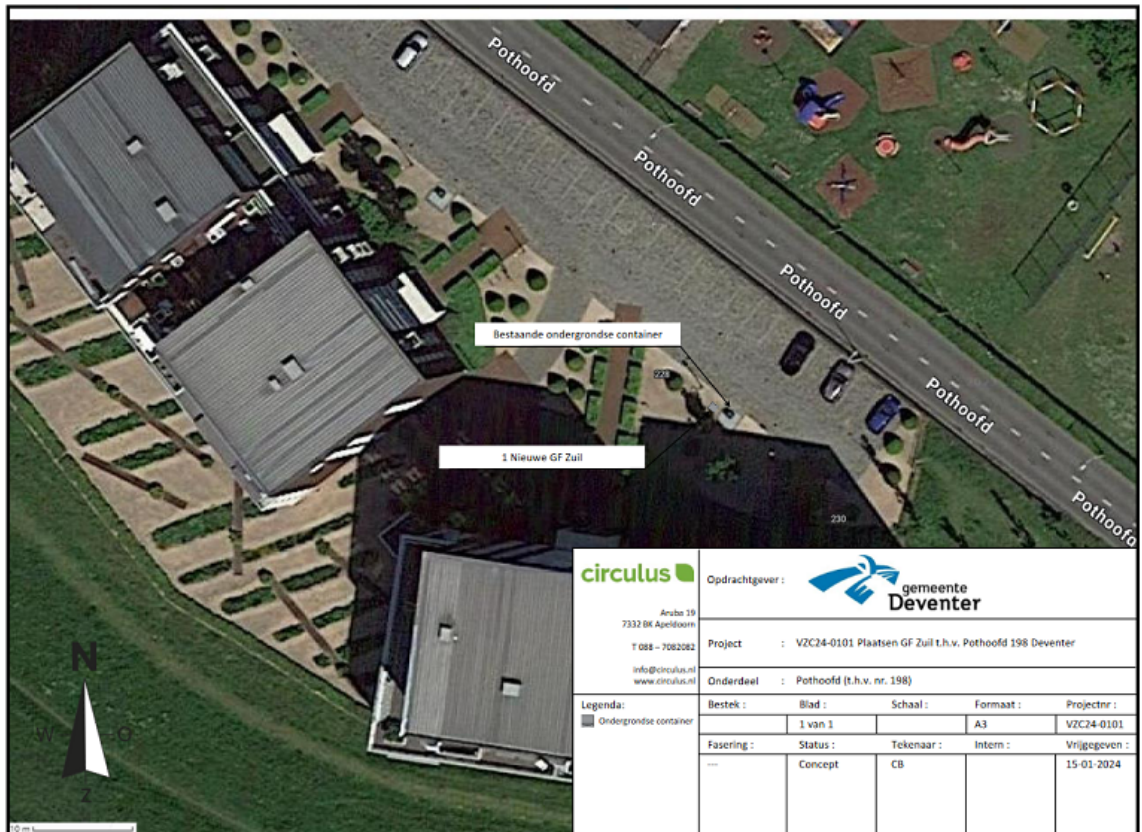 Pothoofd
Pothoofd
Pothoofd
Pothoofd
Pothoofd
Bestaande ondergrondse container
228
1 Nieuwe GF Zuil
230
circulus
Aruba 19
7332 BK Apeldoorn
T 088 – 7082082
info@circulus.nl
www.circulus.nl
Opdrachtgever :
gemeente
Deventer
Project : VZC24-0101 Plaatsen GF Zuil t.h.v. Pothoofd 198 Deventer
Onderdeel : Pothoofd (t.h.v. nr. 198)
Legenda:
Ondergrondse container
Bestek : Blad : Schaal : Formaat : Projectnr :
1 van 1 A3 VZC24-0101
Fasering : Status : Tekenaar : Intern : Vrijgegeven :
--- Concept CB 15-01-2024
N
W O
Z
10 m